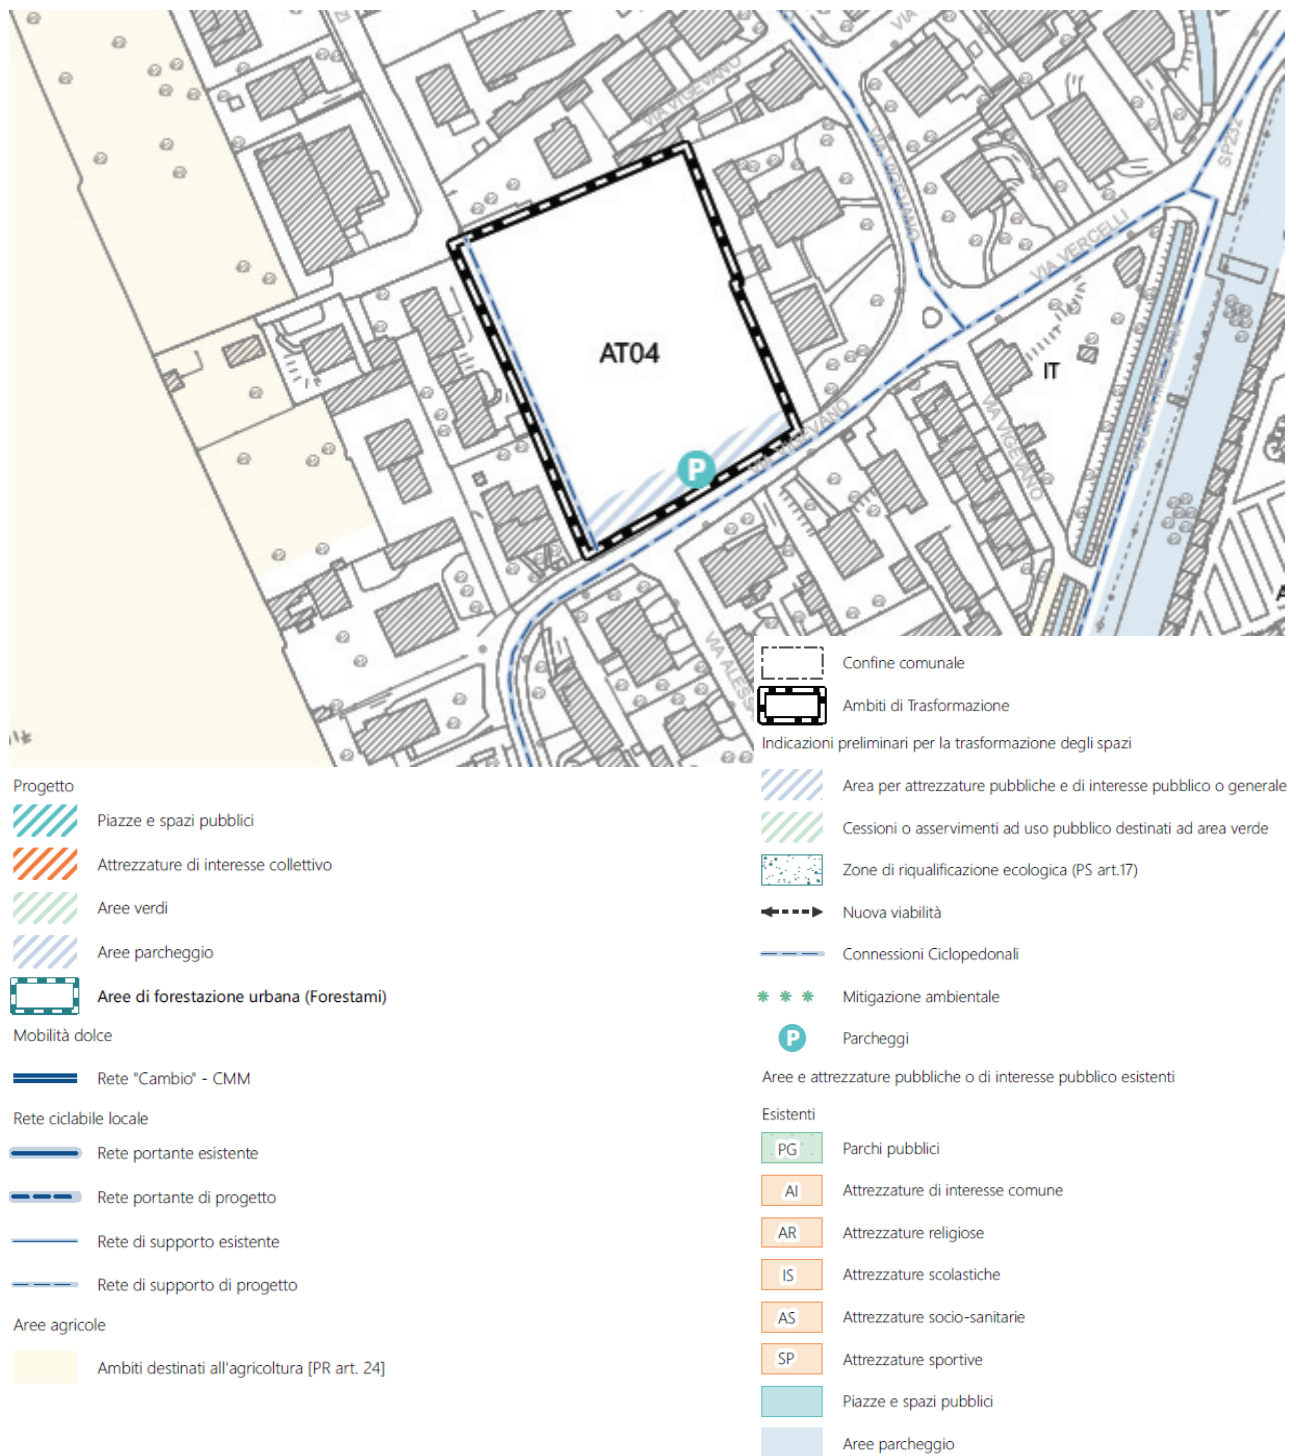 VIA VIGEVANO
VIA
VIA VIGEVANO
SP232
VIA VERCELLI
AT04
IT
VIA VIGEVANO
VIA VIGEVANO
P
VIA ALESS
A
Confine comunale
Ambiti di Trasformazione
Indicazioni preliminari per la trasformazione degli spazi
Progetto
Piazze e spazi pubblici
Attrezzature di interesse collettivo
Aree verdi
Aree parcheggio
Aree di forestazione urbana (Forestami)
Mobilità dolce
Rete "Cambio" - CMM
Rete ciclabile locale
Rete portante esistente
Rete portante di progetto
Rete di supporto esistente
Rete di supporto di progetto
Aree agricole
Ambiti destinati all'agricoltura [PR art. 24]
Area per attrezzature pubbliche e di interesse pubblico o generale
Cessioni o asservimenti ad uso pubblico destinati ad area verde
Zone di riqualificazione ecologica (PS art.17)
Nuova viabilità
Connessioni Ciclopedonali
Mitigazione ambientale
P Parcheggi
Aree e attrezzature pubbliche o di interesse pubblico esistenti
Esistenti
PG Parchi pubblici
AI Attrezzature di interesse comune
AR Attrezzature religiose
IS Attrezzature scolastiche
AS Attrezzature socio-sanitarie
SP Attrezzature sportive
Piazze e spazi pubblici
Aree parcheggio